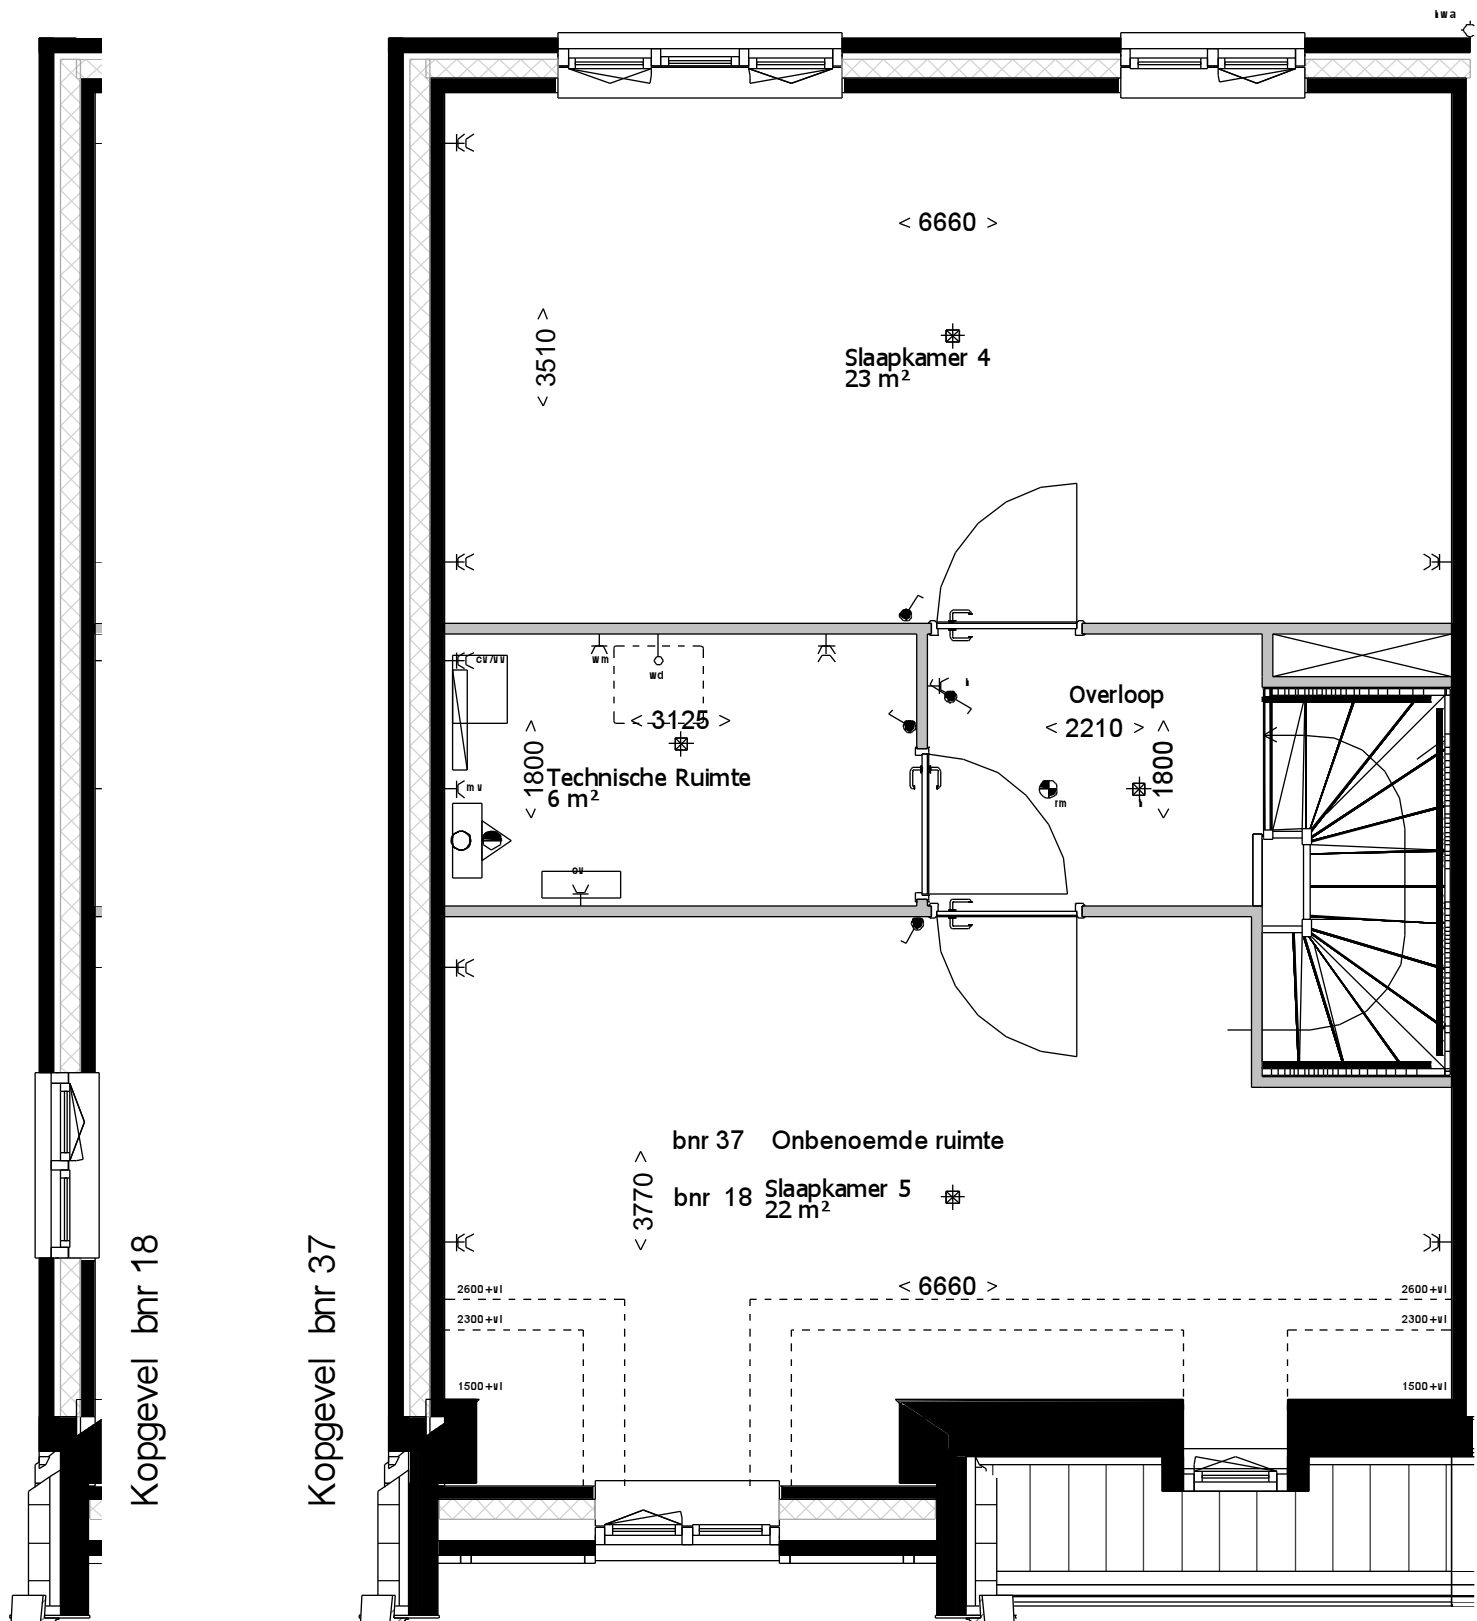 hwa
< 6660 >
< 3510 >
Slaapkamer 4
23 m²
cv/vv
wm
wd
Overloop
< 3125 >
< 2210 >
< 1800 >
< 1800 >
Technische Ruimte
6 m²
mv
rm
ov
bnr 37 Onbenoemde ruimte
bnr 18 Slaapkamer 5
22 m²
< 3770 >
< 6660 >
2600+vl
2600+vl
2300+vl
2300+vl
1500+vl
1500+vl
Kopgevel bnr 18
Kopgevel bnr 37